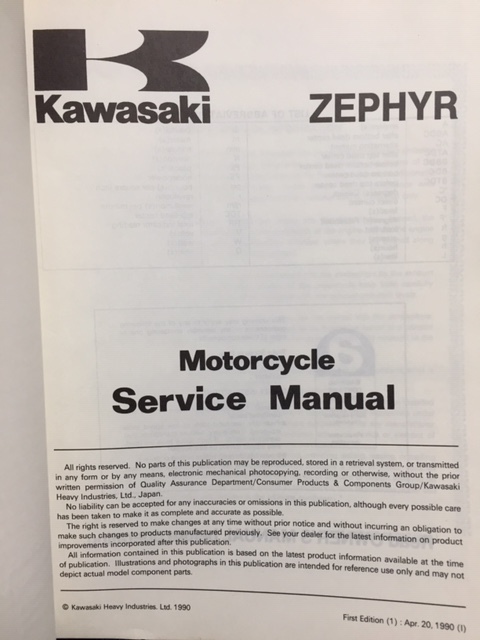 Kawasaki ZEPHYR
Motorcycle
Service Manual
All rights reserved. No parts of this publication may be reproduced, stored in a retrieval system, or transmitted
in any form or by any means, electronic mechanical photocopying, recording or otherwise, without the prior
written permission of Quality Assurance Department/Consumer Products & Components Group/Kawasaki
Heavy Industries, Ltd., Japan.
No liability can be accepted for any inaccuracies or omissions in this publication, although every possible care
has been taken to make it as complete and accurate as possible.
The right is reserved to make changes at any time without prior notice and without incurring an obligation to
make such changes to products manufactured previously. See your dealer for the latest information on product
improvements incorporated after this publication.
All information contained in this publication is based on the latest product information available at the time
of publication. Illustrations and photographs in this publication are intended for reference use only and may not
depict actual model component parts.
© Kawasaki Heavy Industries. Ltd. 1990
First Edition (1) : Apr. 20, 1990 (I)